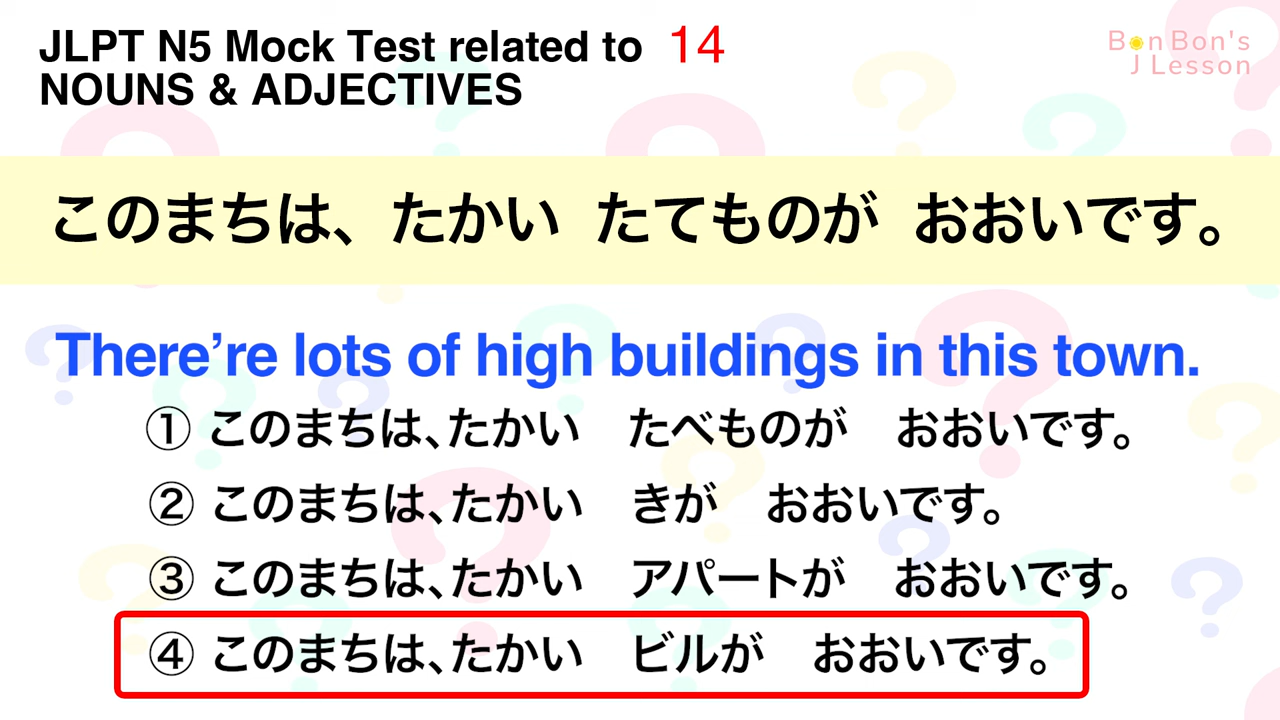 JLPT N5 Mock Test related to 14
NOUNS & ADJECTIVES
BonBon's
J Lesson
このまちは、たかい たてものが おおいです。
There’re lots of high buildings in this town.
① このまちは、たかい たべものが おおいです。
② このまちは、たかい きが おおいです。
③ このまちは、たかい アパートが おおいです。
④ このまちは、たかい ビルが おおいです。